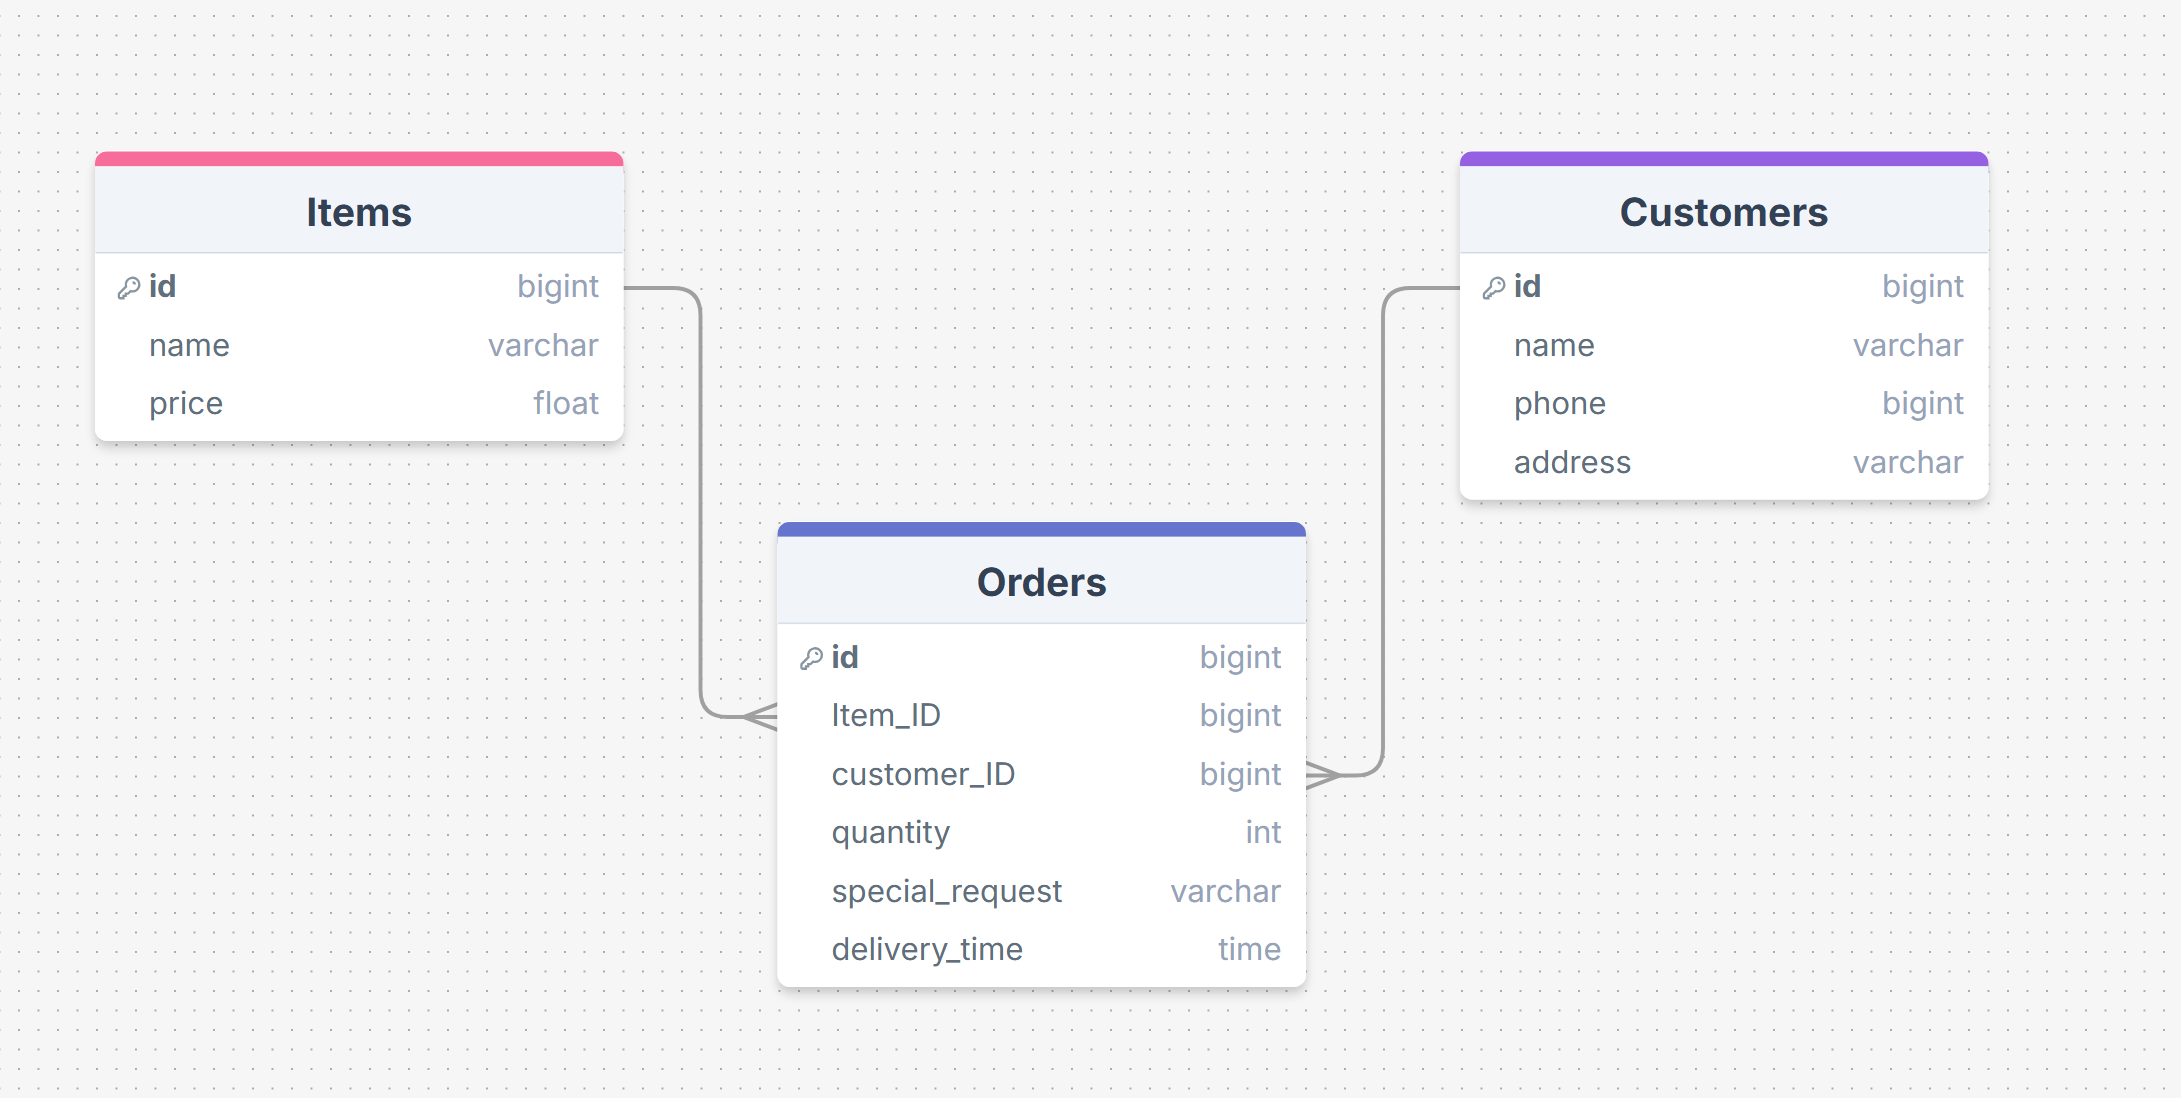 Items
id bigint
name varchar
price float
Customers
id bigint
name varchar
phone bigint
address varchar
Orders
id bigint
Item_ID bigint
customer_ID bigint
quantity int
special_request varchar
delivery_time time